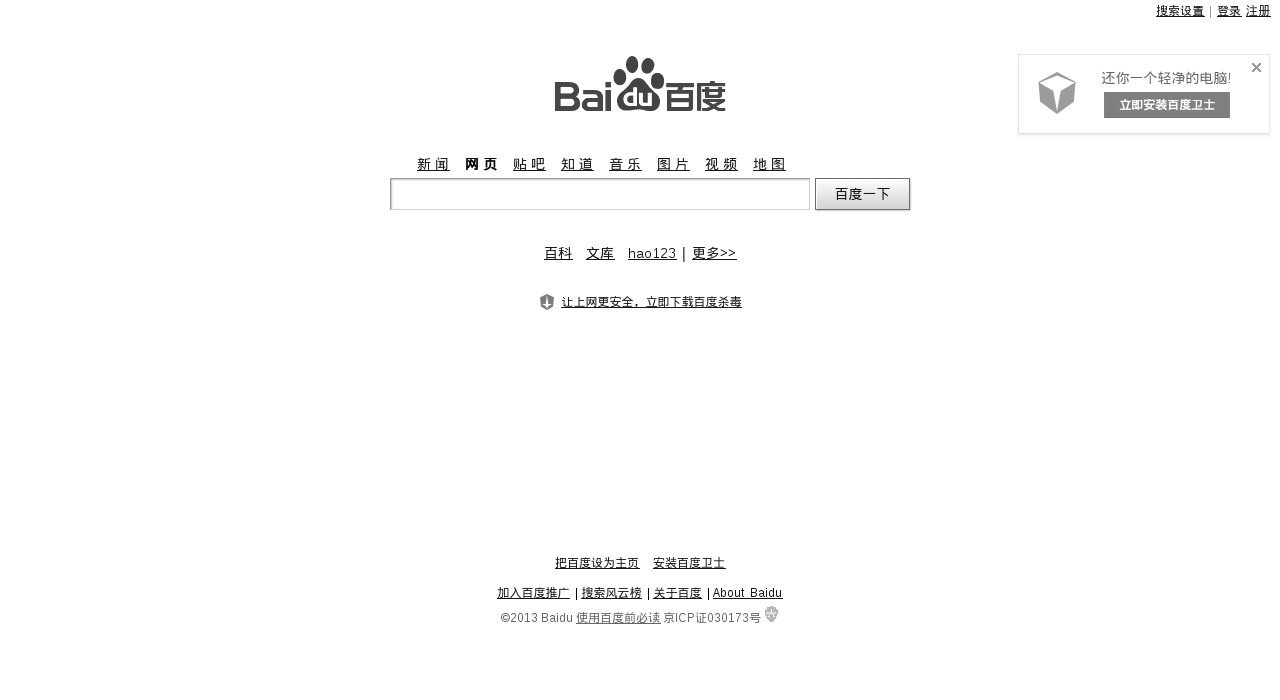 搜索设置 | 登录 注册
Baidu百度
还你一个轻净的电脑!
立即安装百度卫士
新 闻 网 页 贴 吧 知 道 音 乐 图 片 视 频 地 图
百度一下
百科 文库 hao123 | 更多>>
让上网更安全，立即下载百度杀毒
把百度设为主页 安装百度卫士
加入百度推广 | 搜索风云榜 | 关于百度 | About Baidu
©2013 Baidu 使用百度前必读 京ICP证030173号